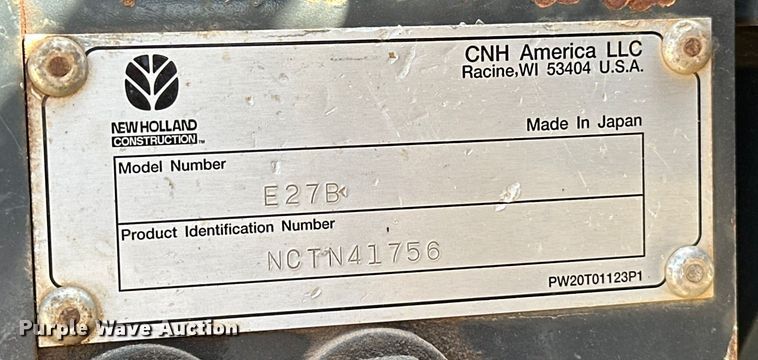 CNH America LLC
Racine,WI 53404 U.S.A.
NEW HOLLAND
CONSTRUCTION™
Made In Japan
Model Number
E27B
Product Identification Number
NCTN41756
PW20T01123P1
Purple Wave Auction